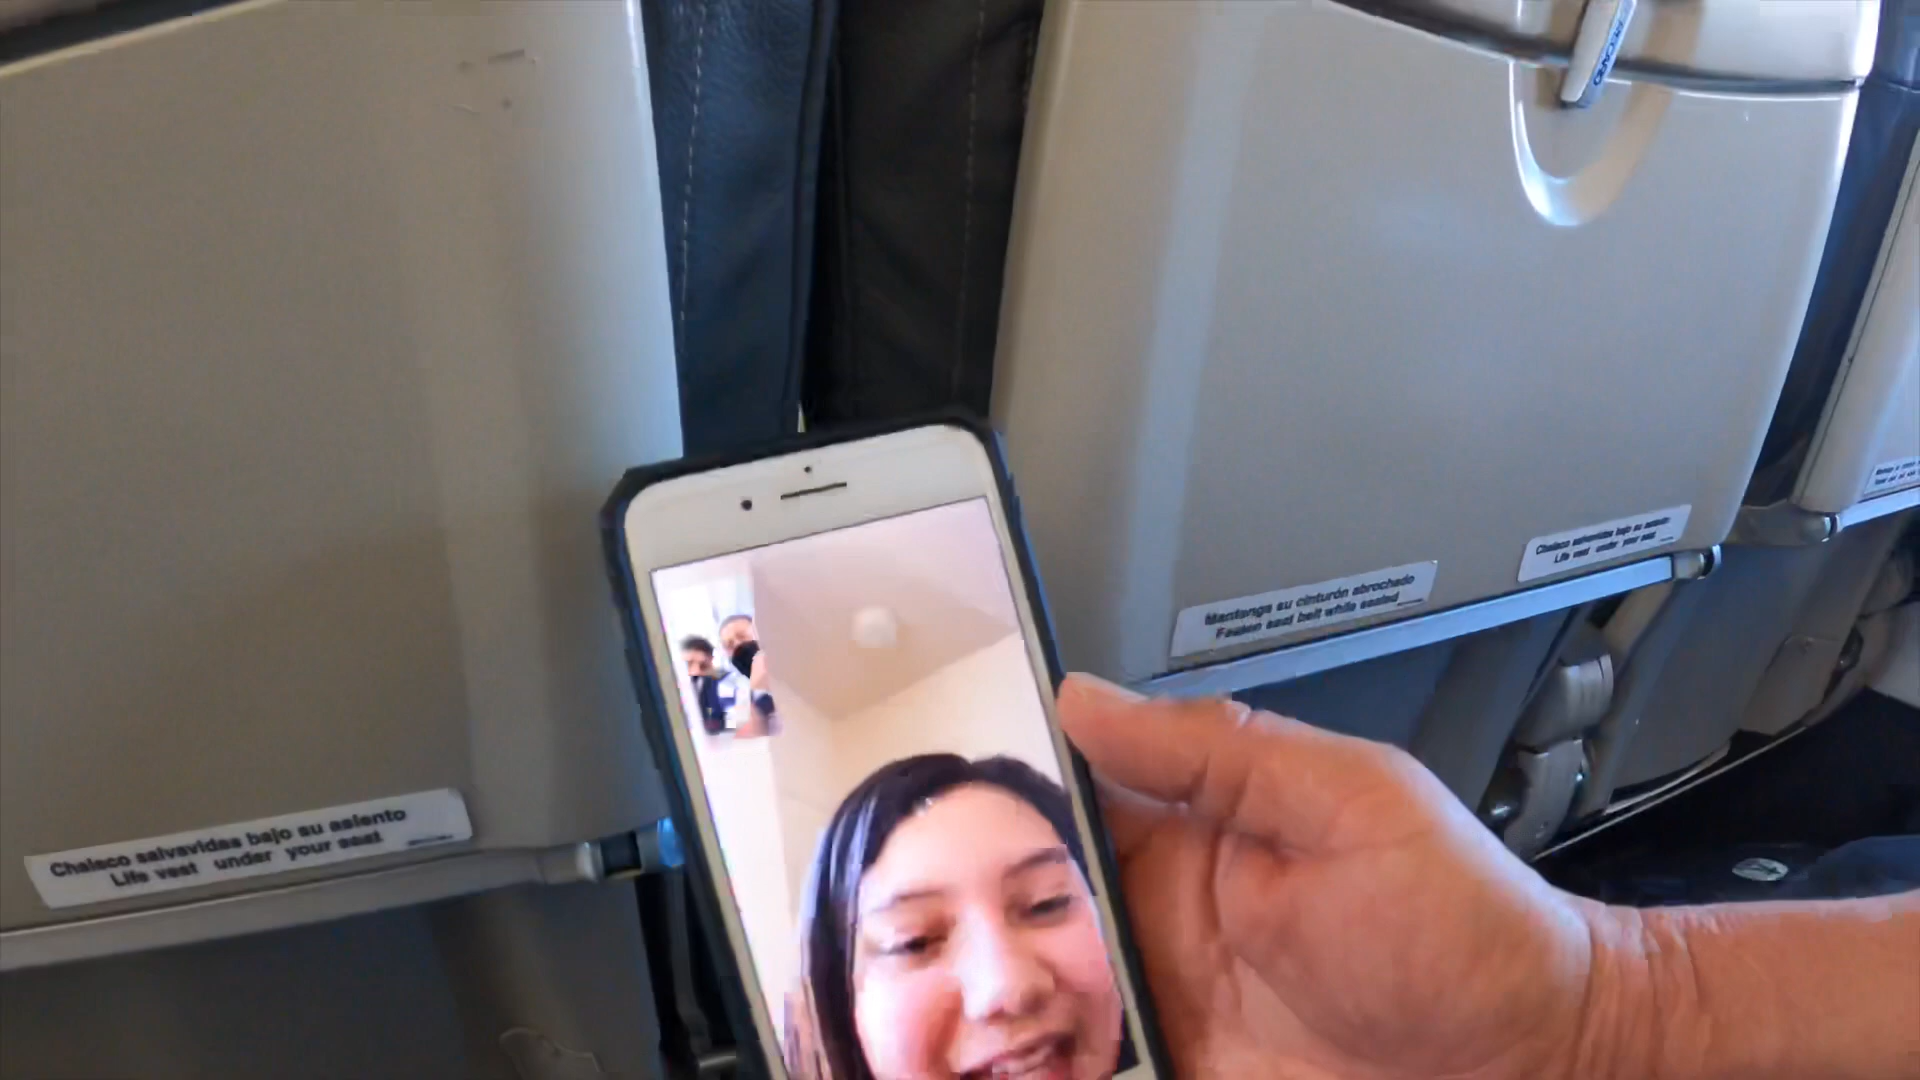 Chaleco salvavidas bajo su asiento
Life vest under your seat
Mantenga su cinturón abrochado
Fasten seat belt while seated
Chaleco salvavidas bajo su asiento
Life vest under your seat